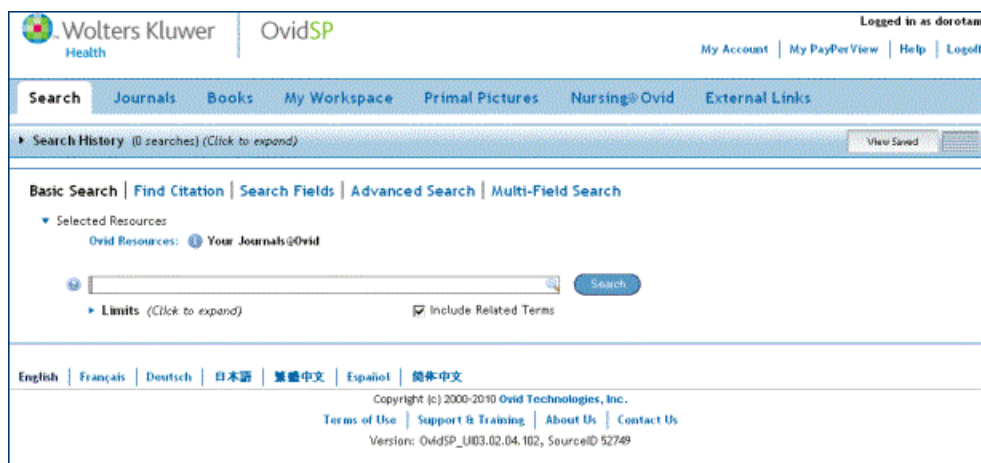 Wolters Kluwer
Health
OvidSP
Logged in as dorotam
My Account | My PayPerView | Help | Logoff
Search Journals Books My Workspace Primal Pictures Nursing@Ovid External Links
Search History (0 searches) (Click to expand)
View Saved
Basic Search | Find Citation | Search Fields | Advanced Search | Multi-Field Search
Selected Resources
Ovid Resources: Your Journals@Ovid
Search
Limits (Click to expand)
Include Related Terms
English | Français | Deutsch | 日本語 | 繁體中文 | Español | 简体中文
Copyright (c) 2000-2010 Ovid Technologies, Inc.
Terms of Use | Support & Training | About Us | Contact Us
Version: OvidSP_UI03.02.04.102, SourceID 52749